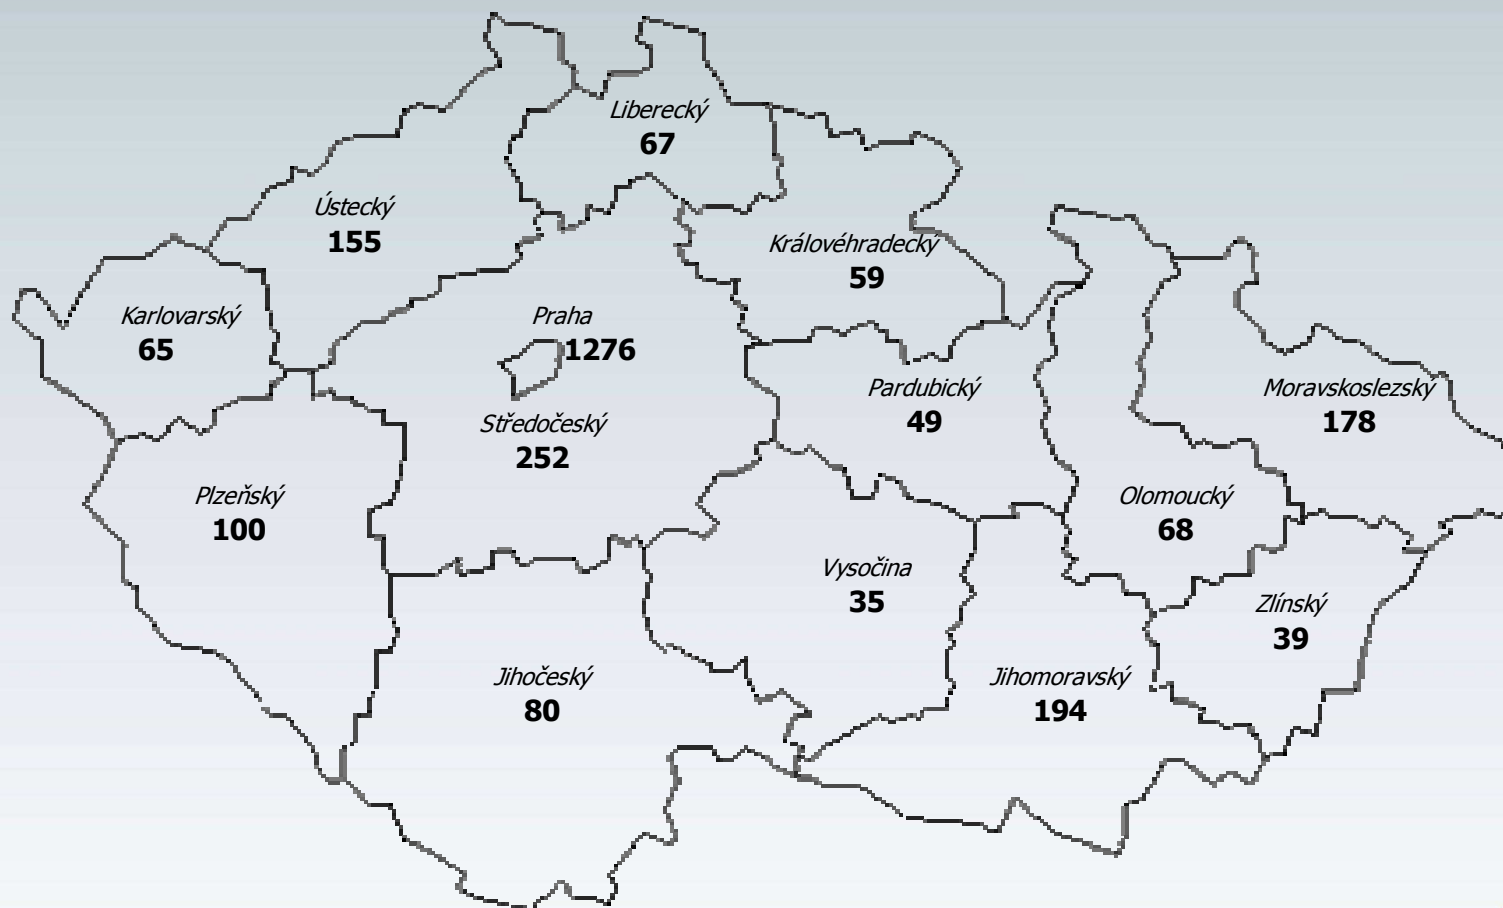 Liberecký
67
Ústecký
155
Královéhradecký
59
Karlovarský
65
Praha
1276
Pardubický
49
Moravskoslezský
178
Středočeský
252
Plzeňský
100
Olomoucký
68
Vysočina
35
Zlínský
39
Jihočeský
80
Jihomoravský
194